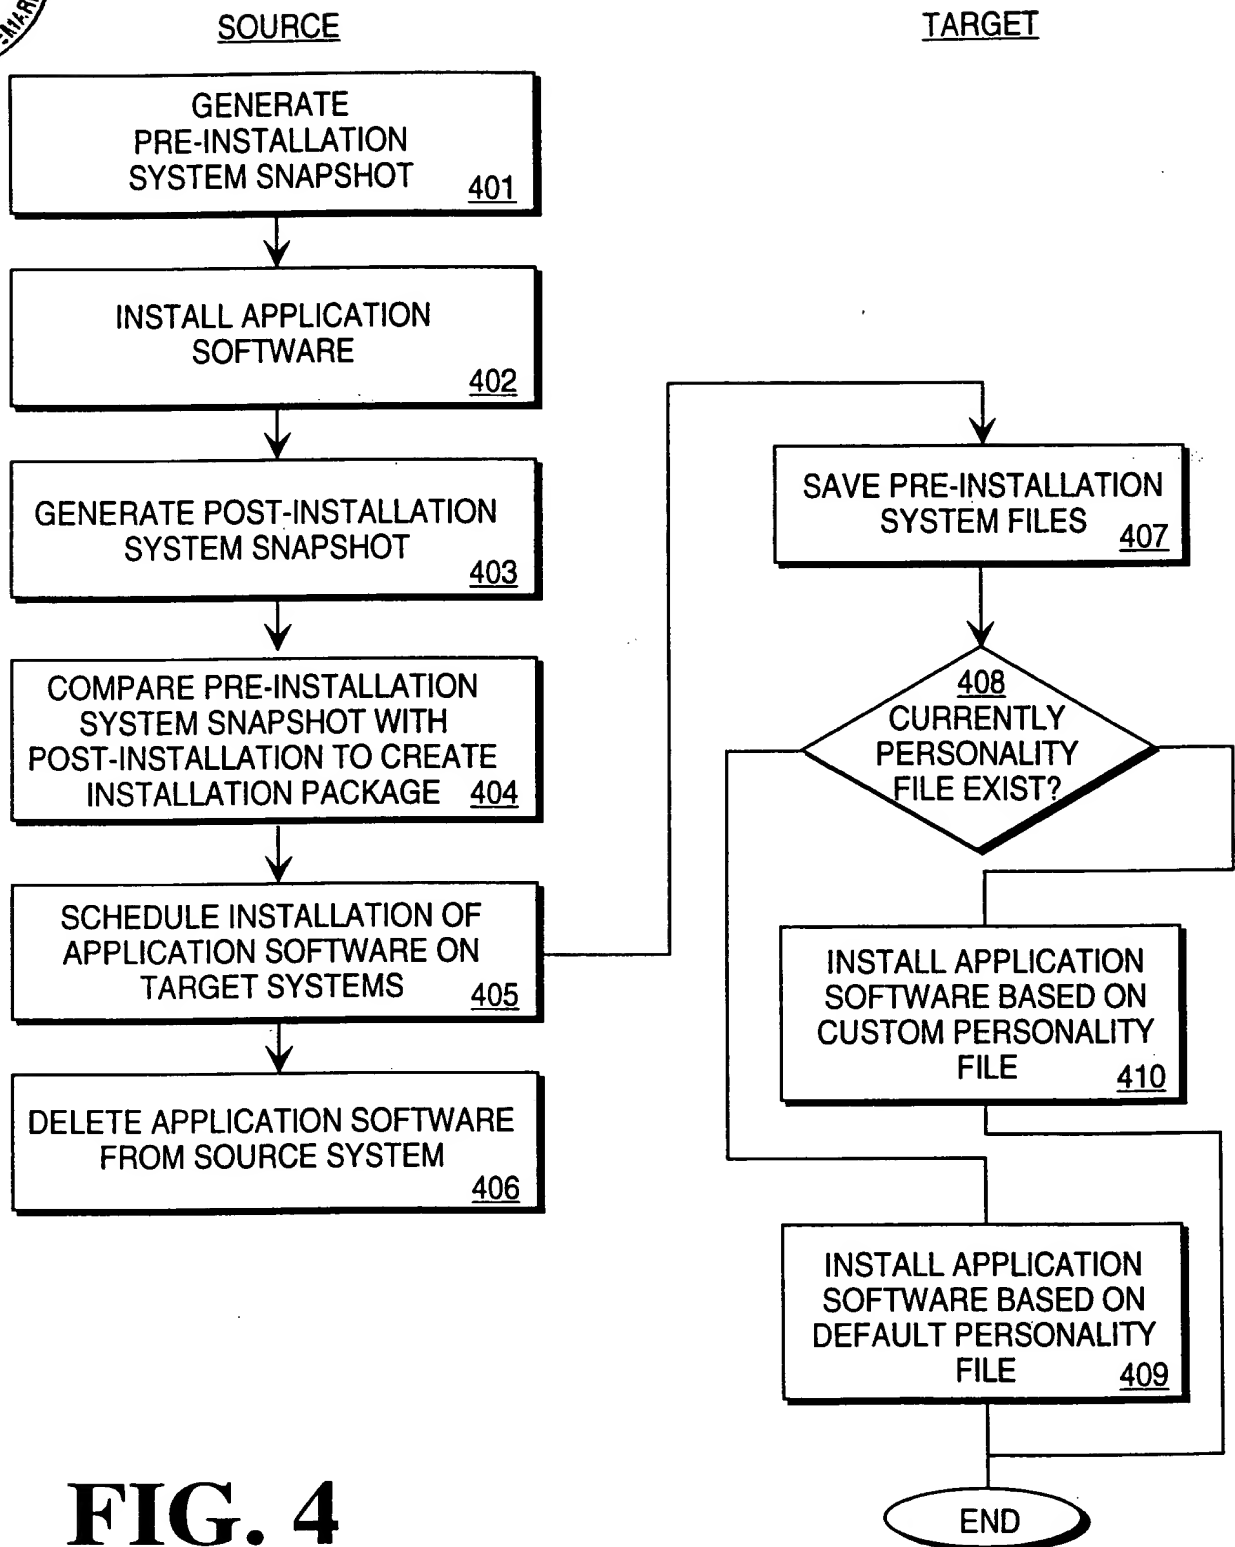 SOURCE
GENERATE
PRE-INSTALLATION
SYSTEM SNAPSHOT
401
INSTALL APPLICATION
SOFTWARE
402
GENERATE POST-INSTALLATION
SYSTEM SNAPSHOT
403
COMPARE PRE-INSTALLATION
SYSTEM SNAPSHOT WITH
POST-INSTALLATION TO CREATE
INSTALLATION PACKAGE 404
SCHEDULE INSTALLATION OF
APPLICATION SOFTWARE ON
TARGET SYSTEMS
405
DELETE APPLICATION SOFTWARE
FROM SOURCE SYSTEM
406
TARGET
SAVE PRE-INSTALLATION
SYSTEM FILES
407
408
CURRENTLY
PERSONALITY
FILE EXIST?
INSTALL APPLICATION
SOFTWARE BASED ON
CUSTOM PERSONALITY
FILE
410
INSTALL APPLICATION
SOFTWARE BASED ON
DEFAULT PERSONALITY
FILE
409
END
FIG. 4